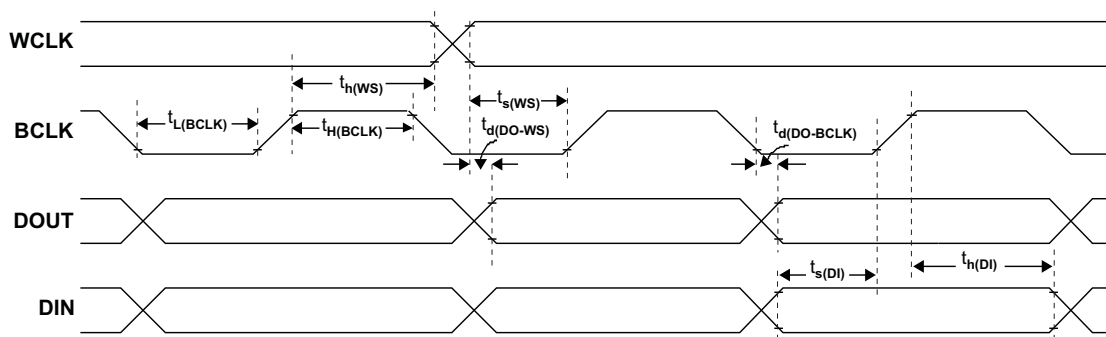 WCLK
th(WS)
ts(WS)
BCLK
tL(BCLK)
tH(BCLK)
td(DO-WS)
td(DO-BCLK)
DOUT
ts(DI)
th(DI)
DIN